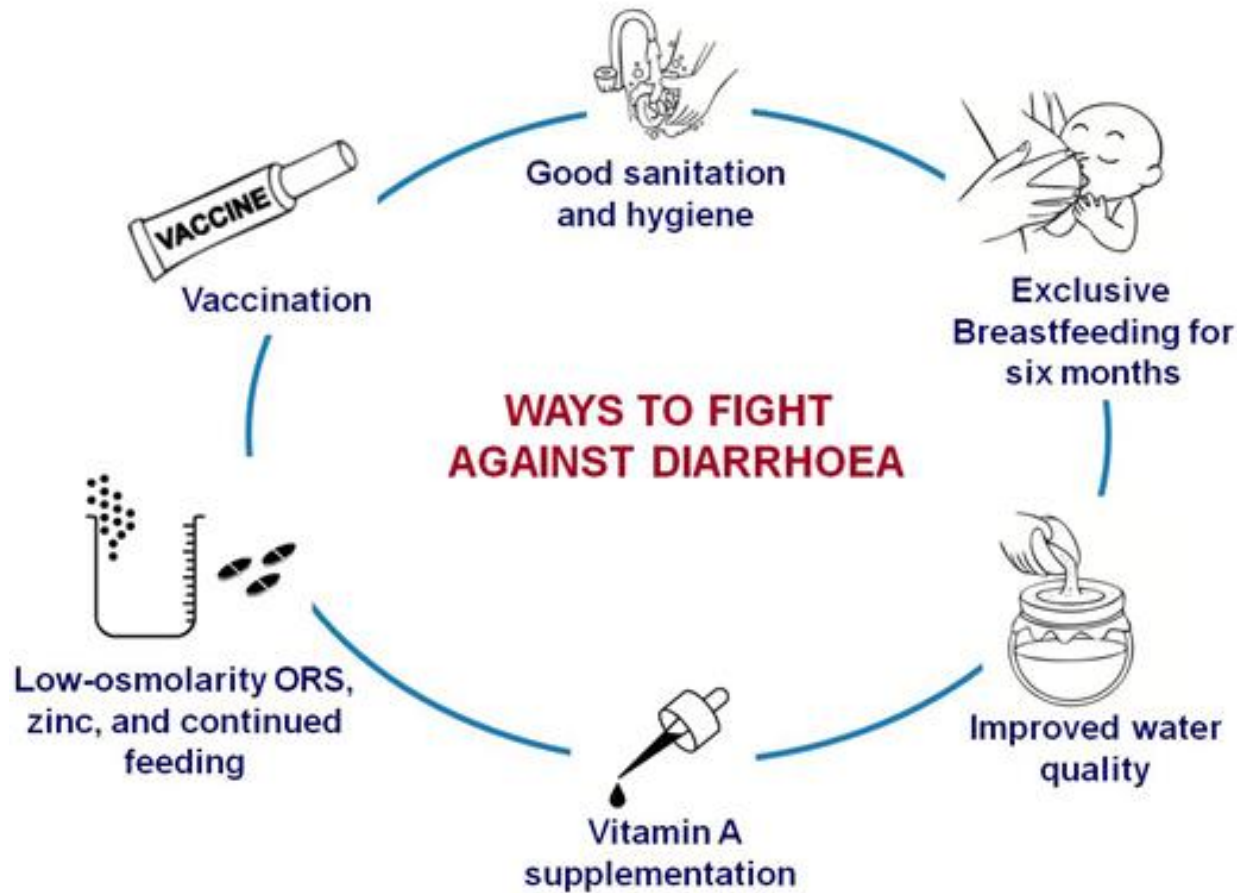 Good sanitation
and hygiene
Exclusive
Breastfeeding for
six months
Improved water
quality
Vitamin A
supplementation
Low-osmolarity ORS,
zinc, and continued
feeding
VACCINE
Vaccination
WAYS TO FIGHT
AGAINST DIARRHOEA